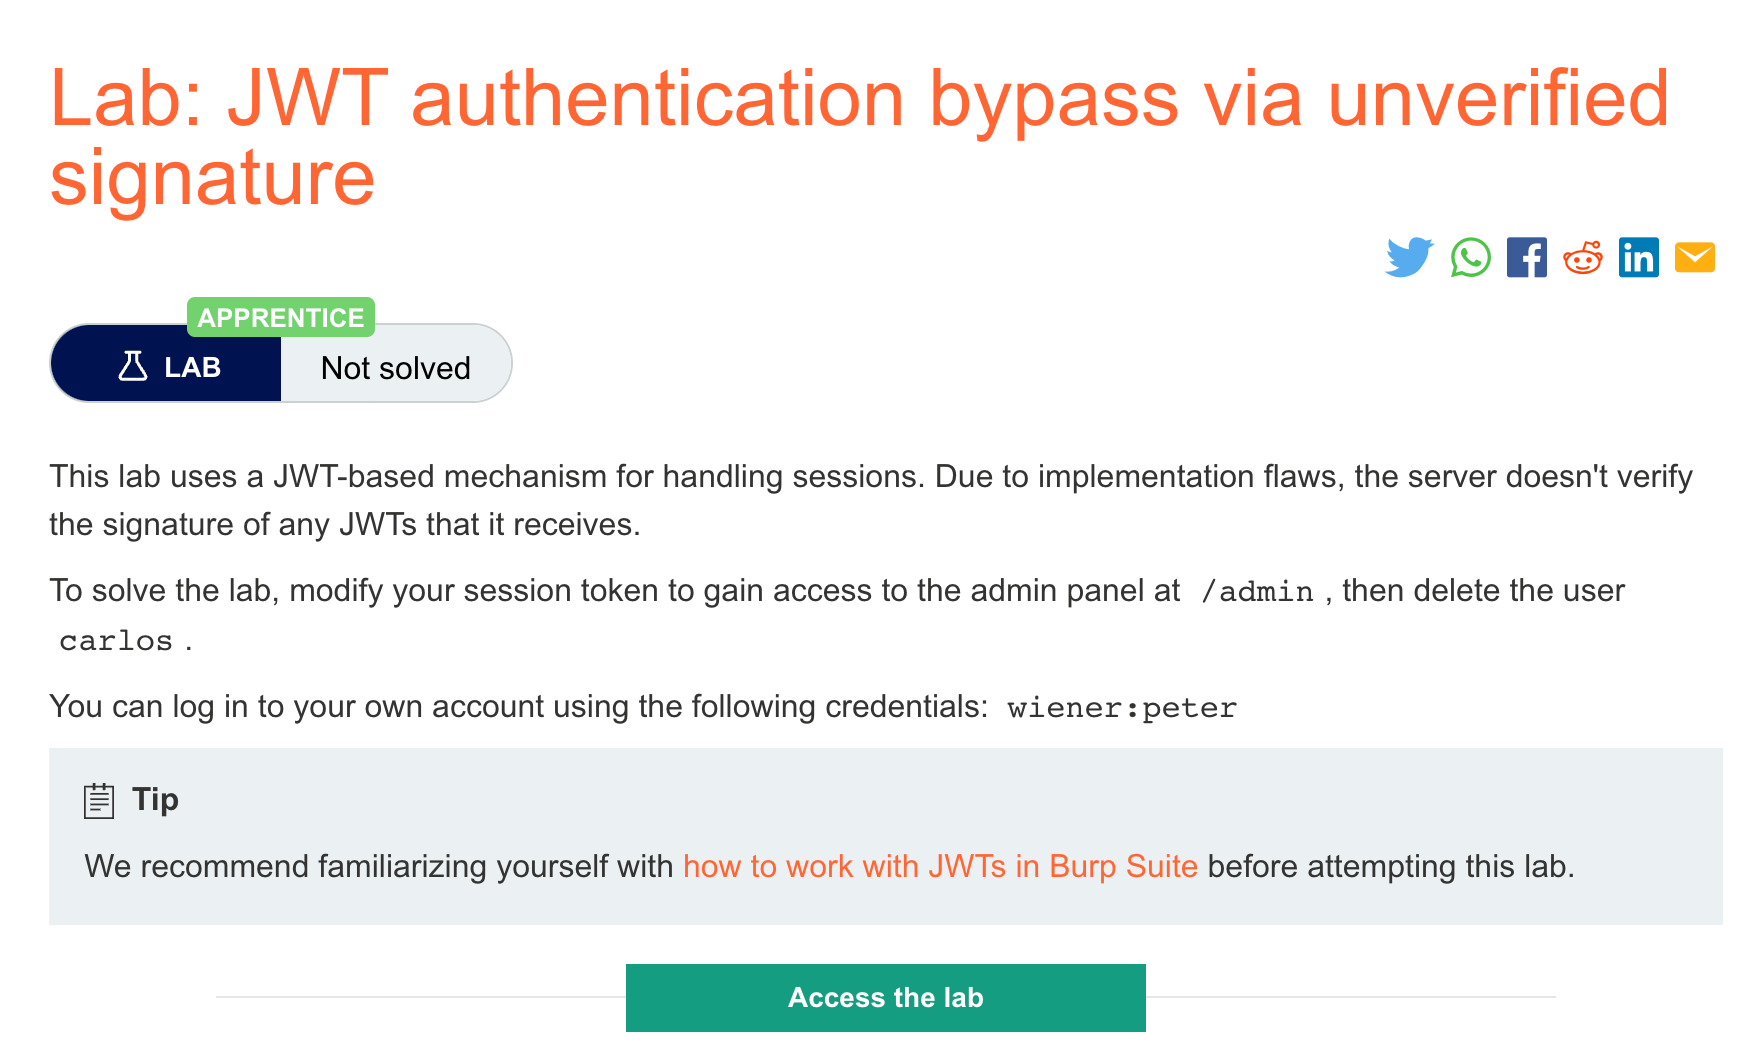 Lab: JWT authentication bypass via unverified
signature
APPRENTICE
LAB
Not solved
This lab uses a JWT-based mechanism for handling sessions. Due to implementation flaws, the server doesn't verify
the signature of any JWTs that it receives.
To solve the lab, modify your session token to gain access to the admin panel at /admin , then delete the user
carlos .
You can log in to your own account using the following credentials: wiener:peter
Tip
We recommend familiarizing yourself with how to work with JWTs in Burp Suite before attempting this lab.
Access the lab